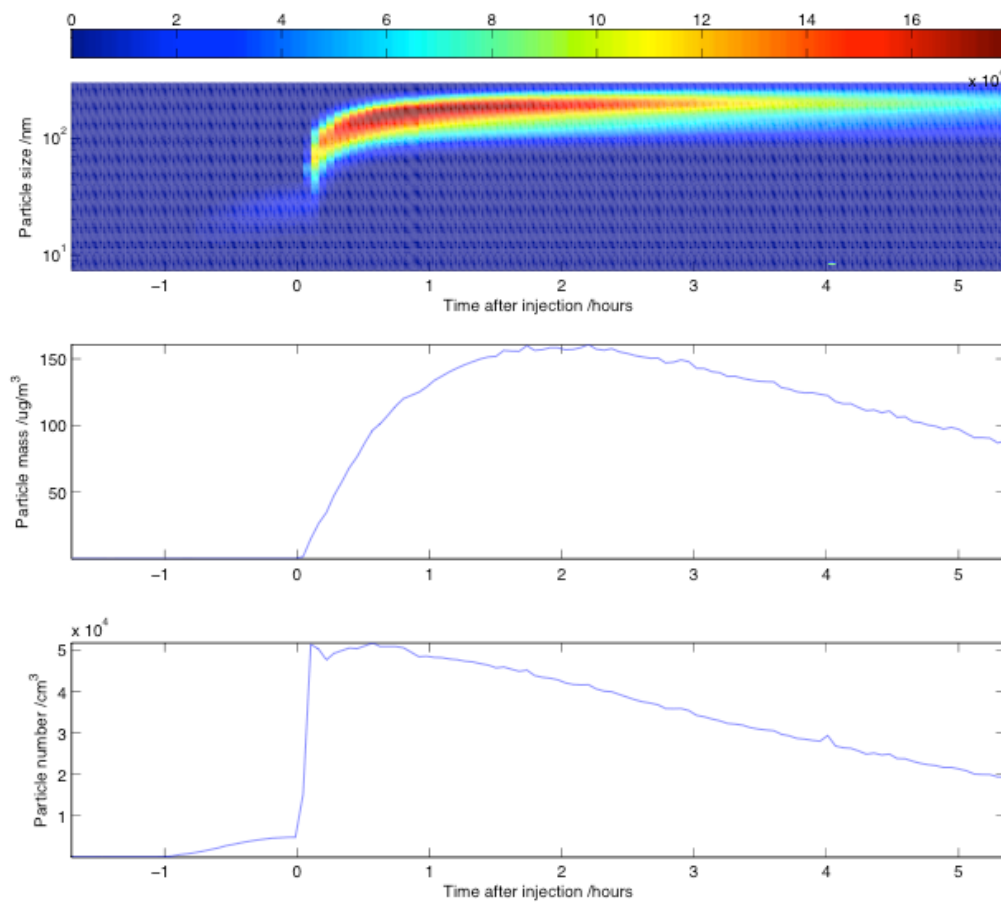 0 2 4 6 8 10 12 14 16
x 10
Particle size /nm
10²
10¹
−1 0 1 2 3 4 5
Time after injection /hours
Particle mass /ug/m³
150
100
50
−1 0 1 2 3 4 5
x 10⁴
Particle number /cm³
5
4
3
2
1
−1 0 1 2 3 4 5
Time after injection /hours